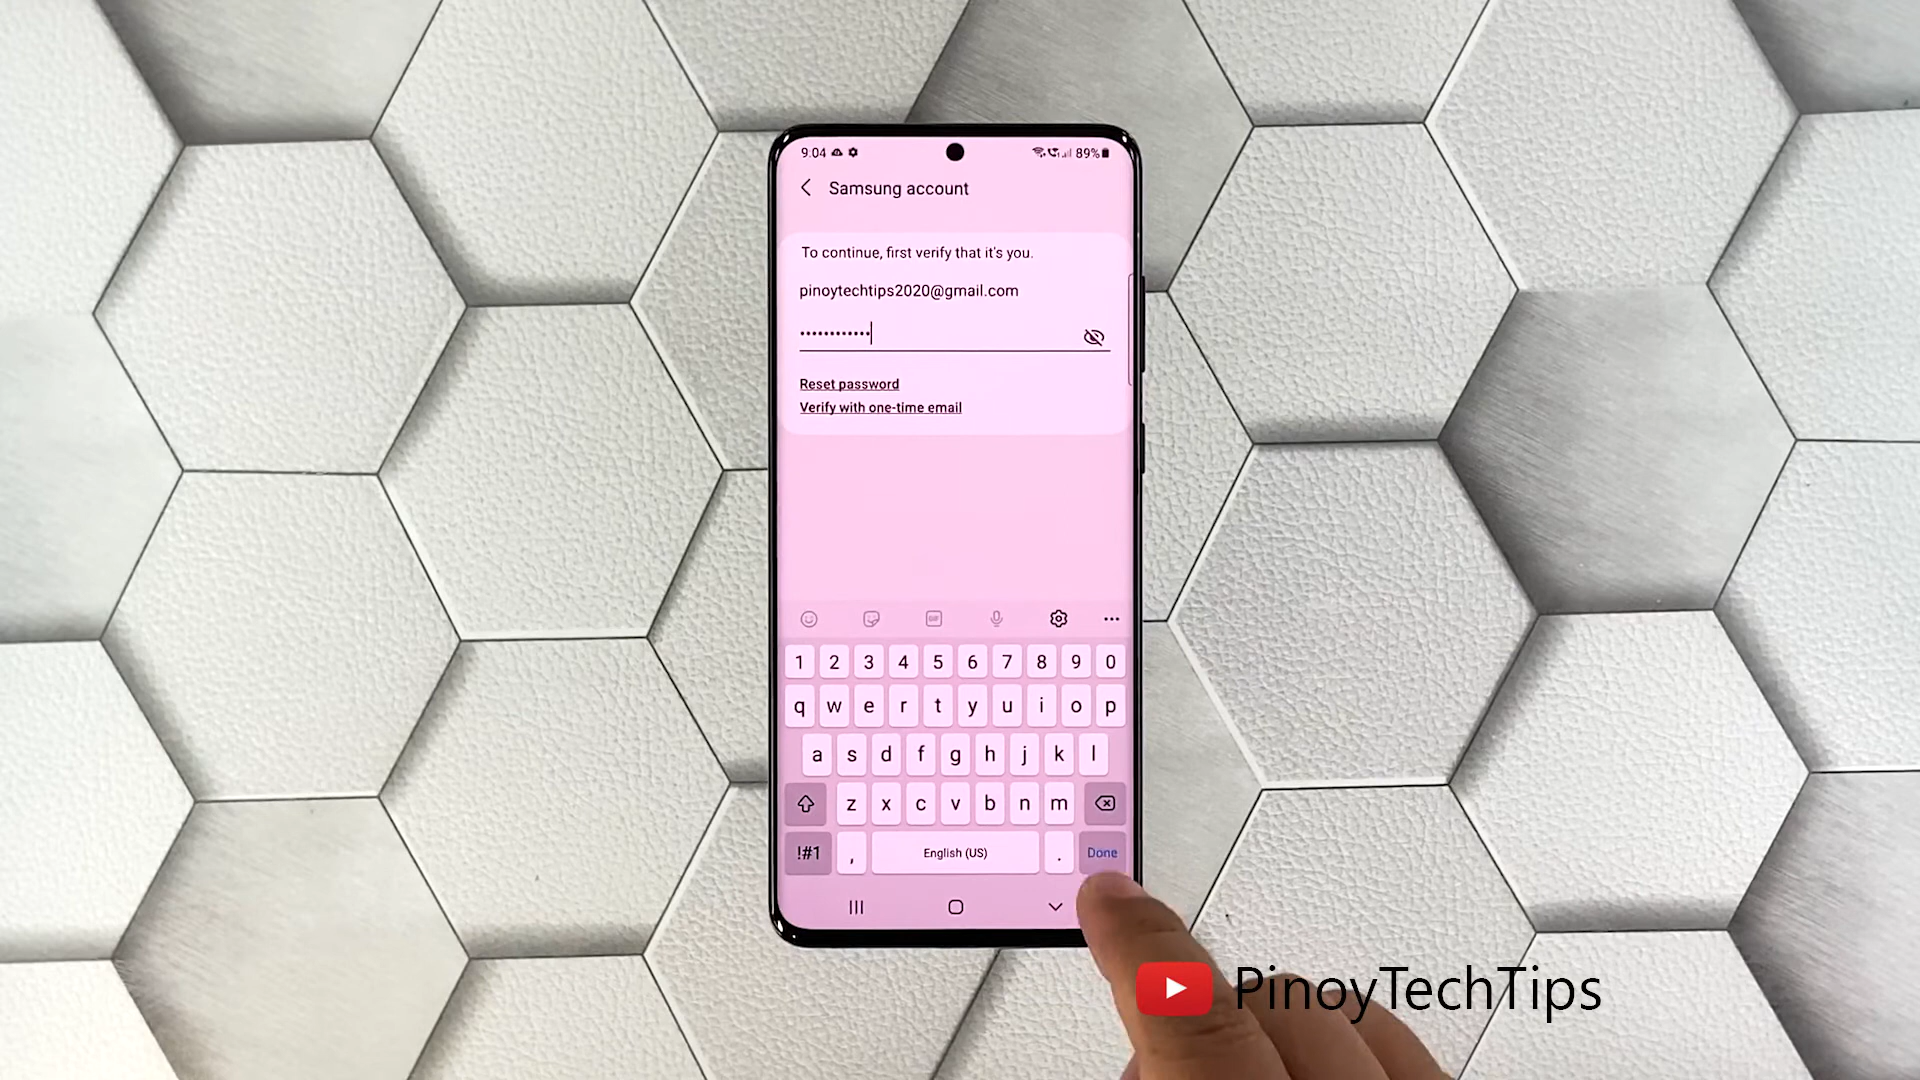 9:04 89%
Samsung account
To continue, first verify that it's you.
pinoytechtips2020@gmail.com
••••••••••••
Reset password
Verify with one-time email
GIF
1 2 3 4 5 6 7 8 9 0
q w e r t y u i o p
a s d f g h j k l
z x c v b n m
!#1 , English (US) . Done
PinoyTechTips